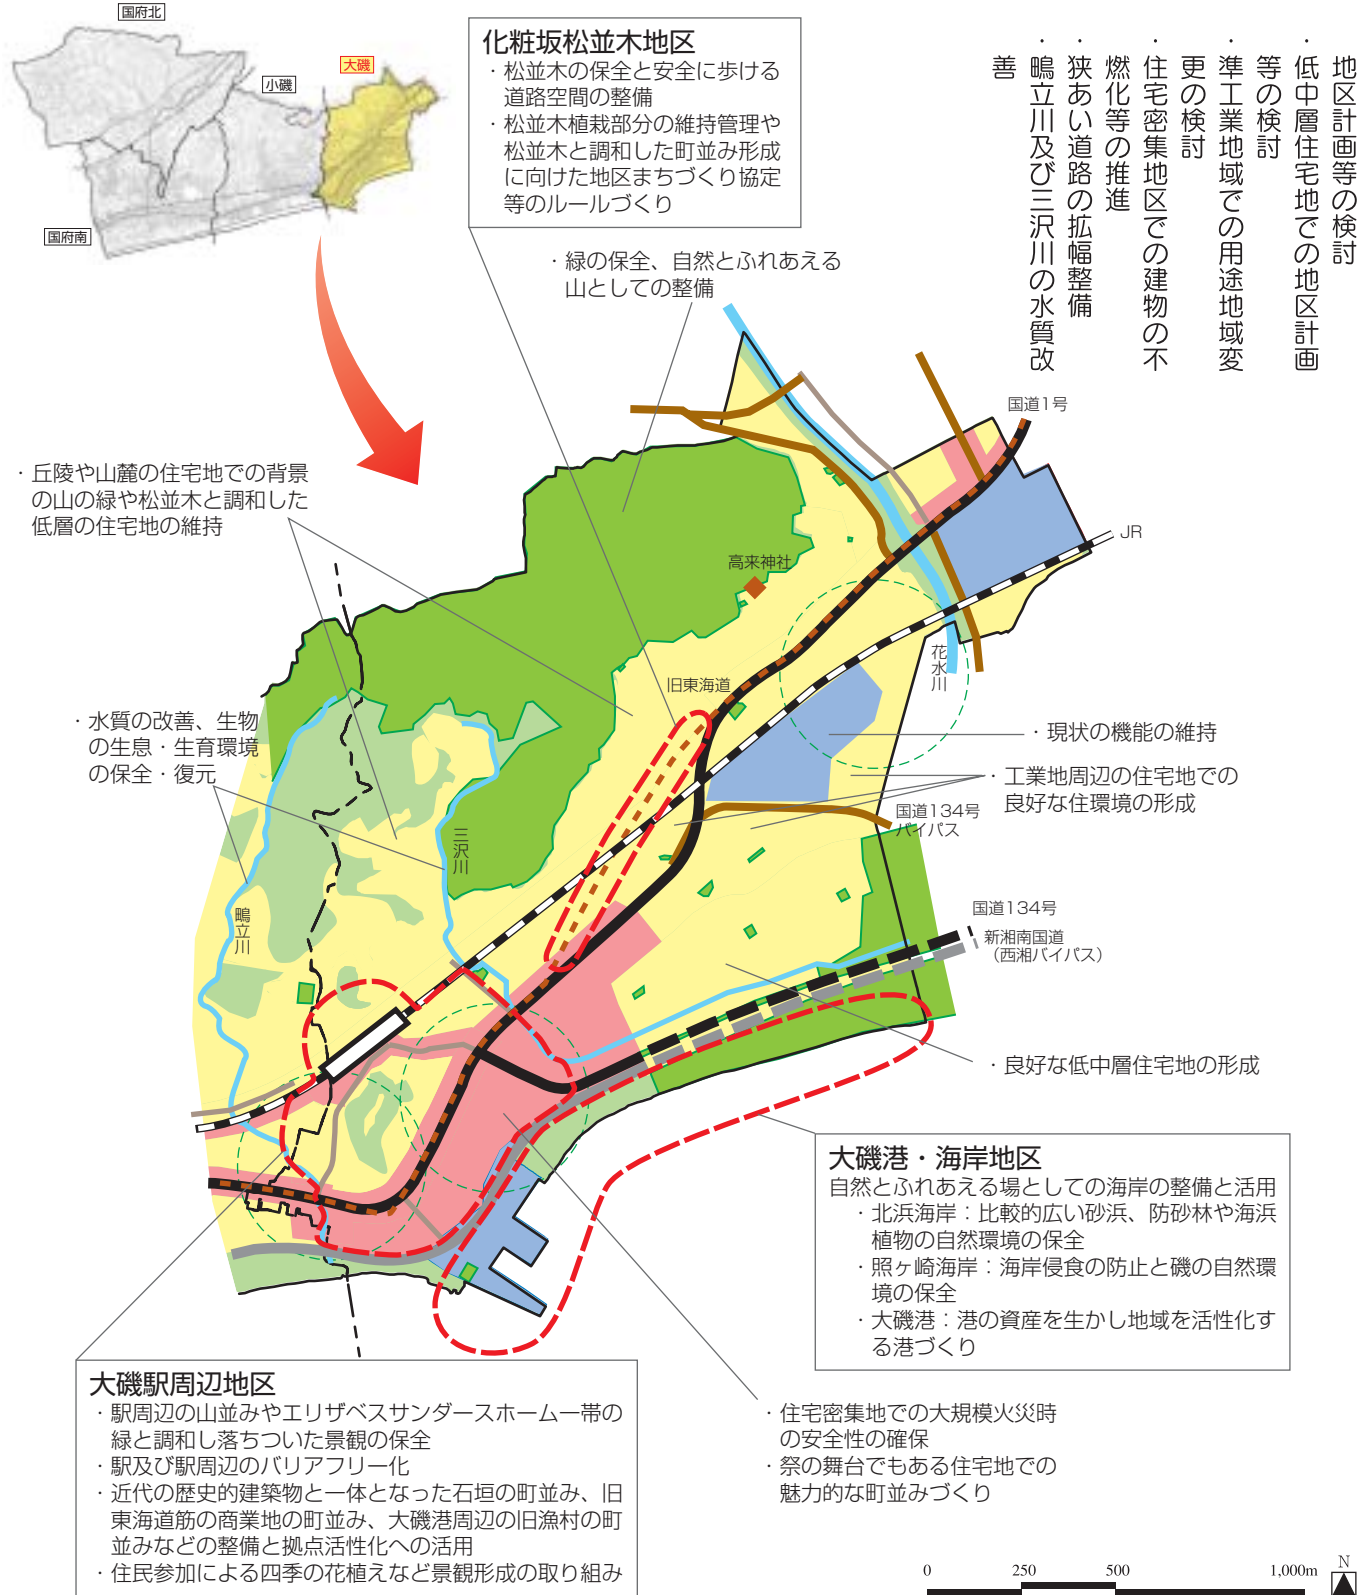 国府北
小磯
大磯
国府南
化粧坂松並木地区
・松並木の保全と安全に歩ける
道路空間の整備
・松並木植栽部分の維持管理や
松並木と調和した町並み形成
に向けた地区まちづくり協定
等のルールづくり
地区計画等の検討
・低中層住宅地での地区計画
等の検討
・準工業地域での用途地域変
更の検討
・住宅密集地区での建物の不
燃化等の推進
・狭あい道路の拡幅整備
・鴫立川及び三沢川の水質改
善
・緑の保全、自然とふれあえる
山としての整備
国道1号
・丘陵や山麓の住宅地での背景
の山の緑や松並木と調和した
低層の住宅地の維持
JR
高来神社
花水川
旧東海道
・水質の改善、生物
の生息・生育環境
の保全・復元
・現状の機能の維持
・工業地周辺の住宅地での
良好な住環境の形成
国道134号
バイパス
三沢川
鴫立川
国道134号
新湘南国道
（西湘バイパス）
・良好な低中層住宅地の形成
大磯港・海岸地区
自然とふれあえる場としての海岸の整備と活用
・北浜海岸：比較的広い砂浜、防砂林や海浜
植物の自然環境の保全
・照ヶ崎海岸：海岸侵食の防止と磯の自然環
境の保全
・大磯港：港の資産を生かし地域を活性化す
る港づくり
大磯駅周辺地区
・駅周辺の山並みやエリザベスサンダースホーム一帯の
緑と調和し落ちついた景観の保全
・駅及び駅周辺のバリアフリー化
・近代の歴史的建築物と一体となった石垣の町並み、旧
東海道筋の商業地の町並み、大磯港周辺の旧漁村の町
並みなどの整備と拠点活性化への活用
・住民参加による四季の花植えなど景観形成の取り組み
・住宅密集地での大規模火災時
の安全性の確保
・祭の舞台でもある住宅地での
魅力的な町並みづくり
0 250 500 1,000m
N